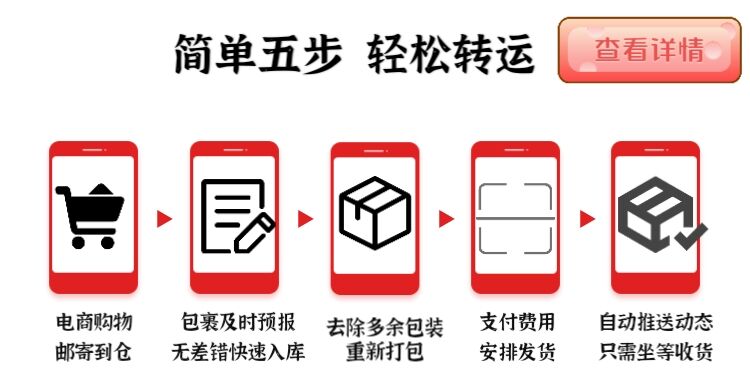 简单五步 轻松转运
查看详情
电商购物
邮寄到仓
包裹及时预报
无差错快速入库
去除多余包装
重新打包
支付费用
安排发货
自动推送动态
只需坐等收货